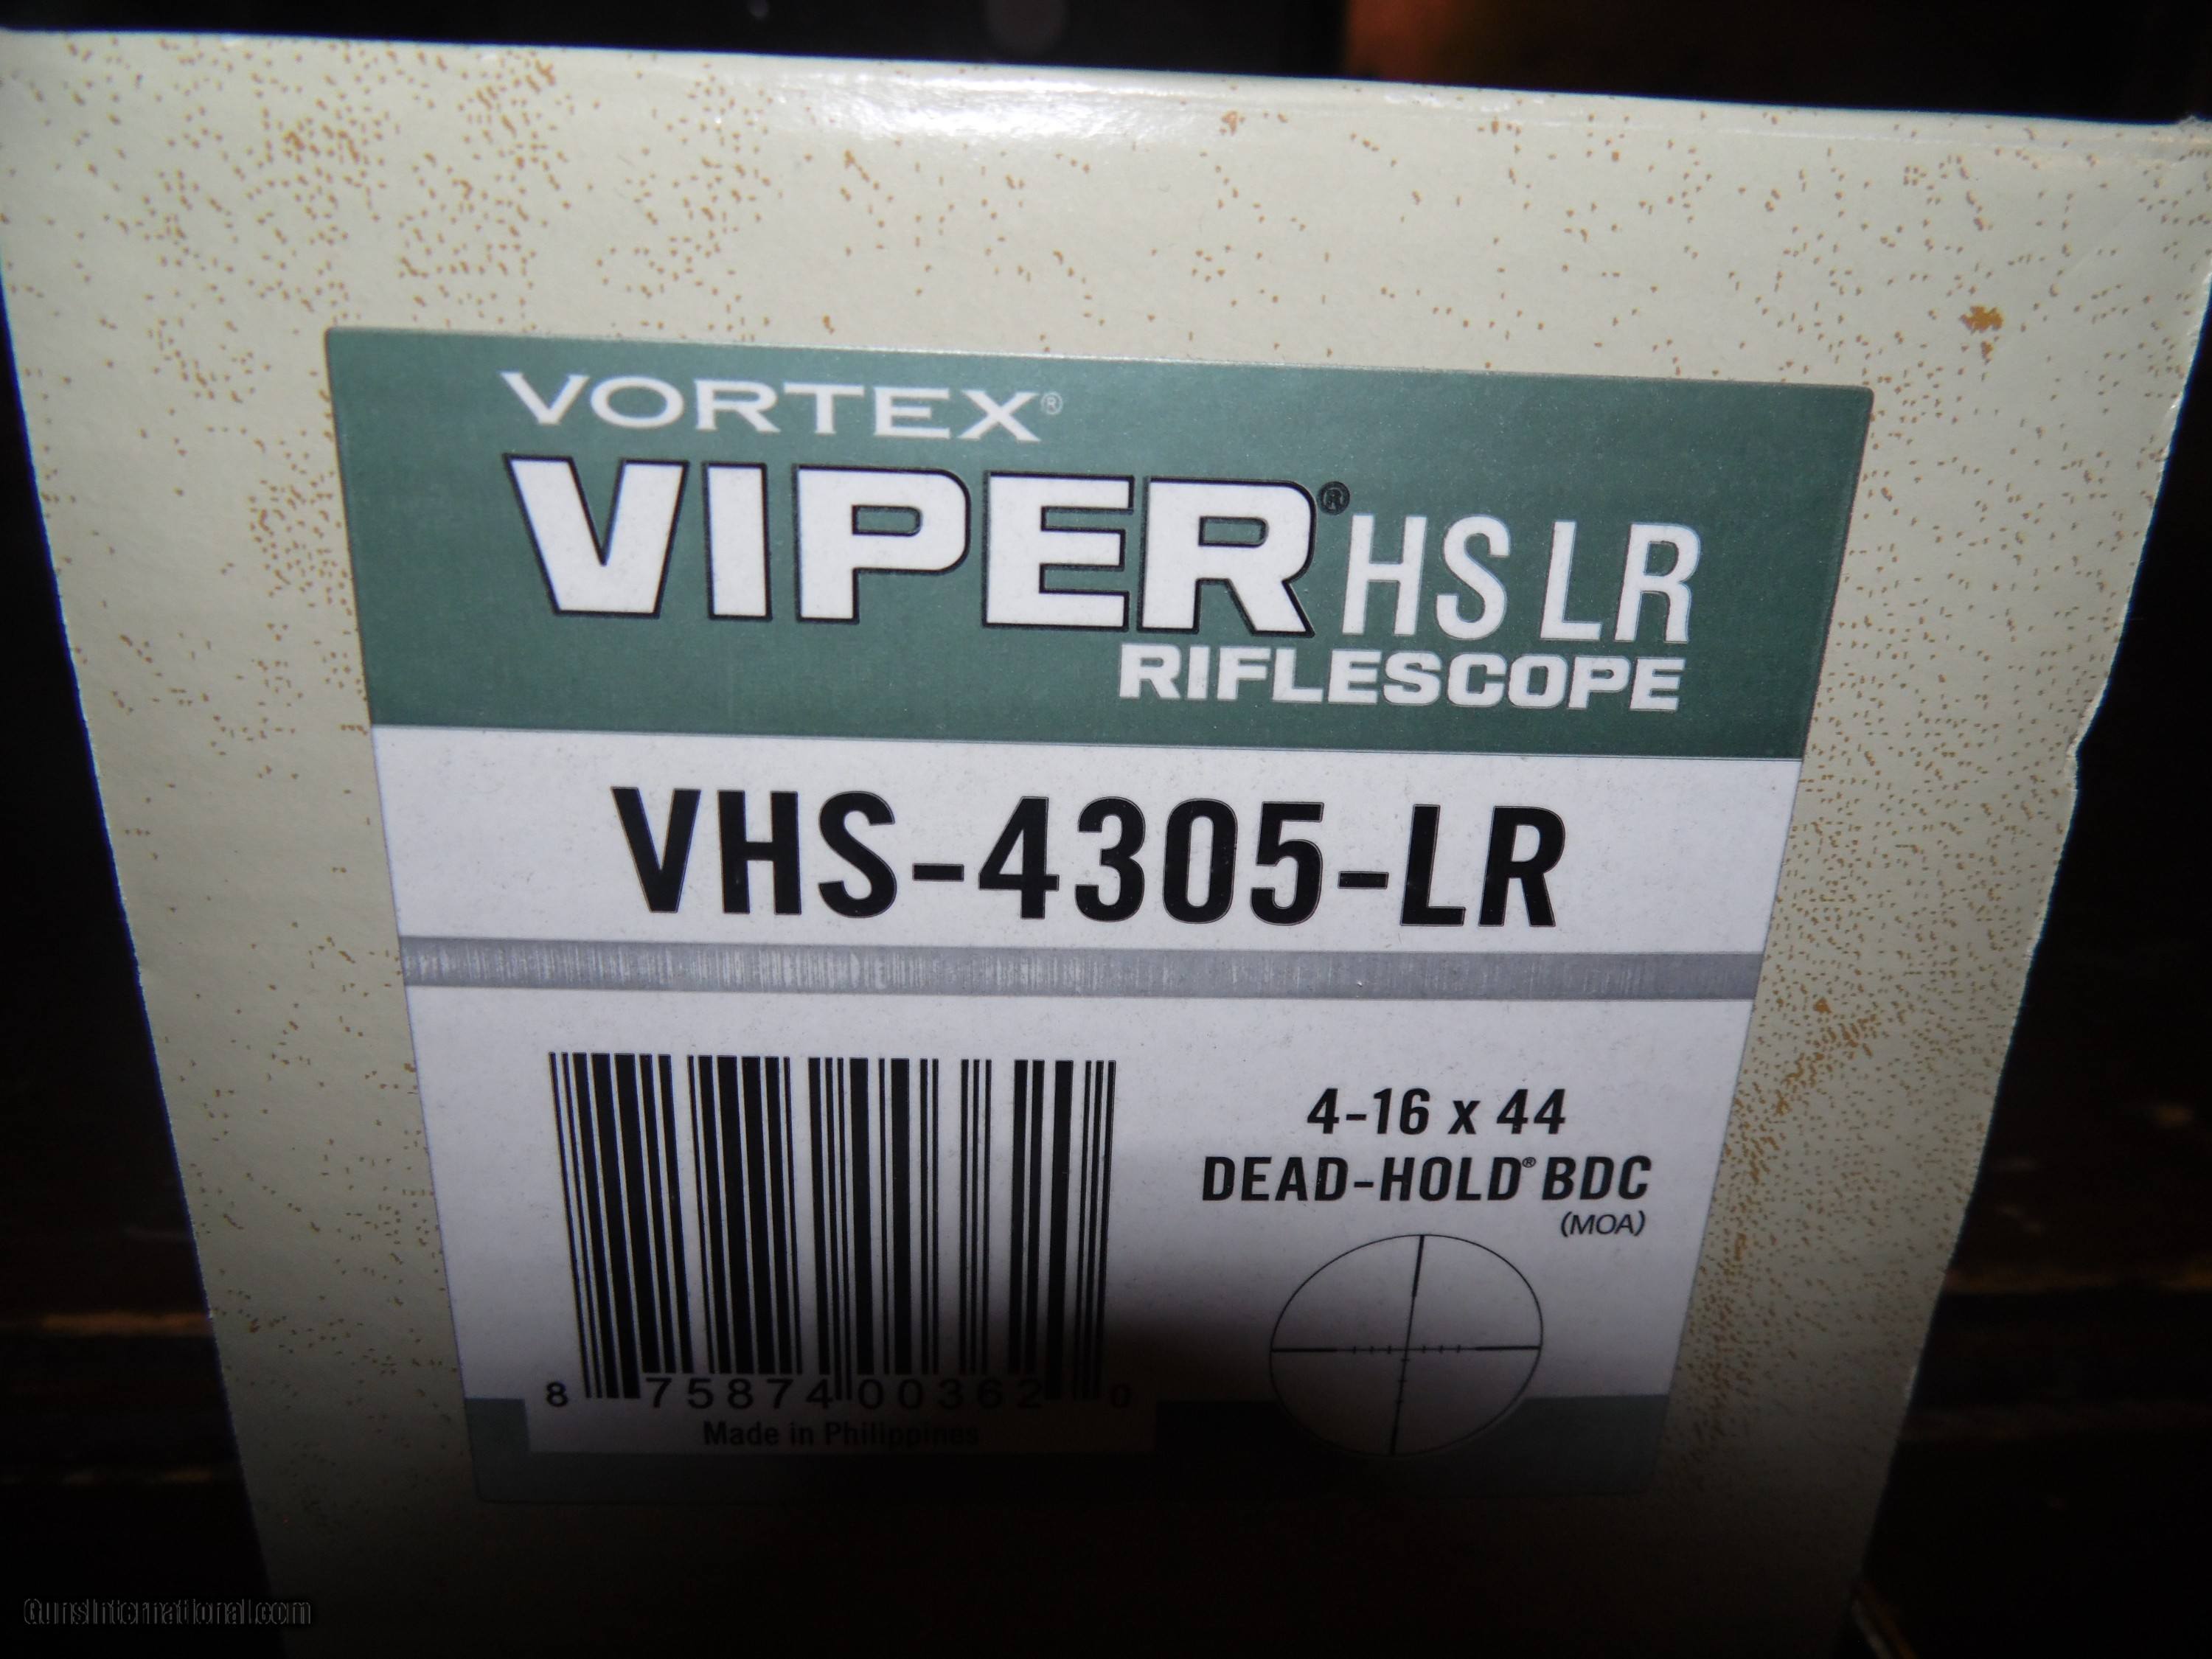 VORTEX®
VIPER® HS LR
RIFLESCOPE
VHS-4305-LR
4-16 x 44
DEAD-HOLD® BDC
(MOA)
8 75874 00362 0
Made in Philippines
GunsInternational.com